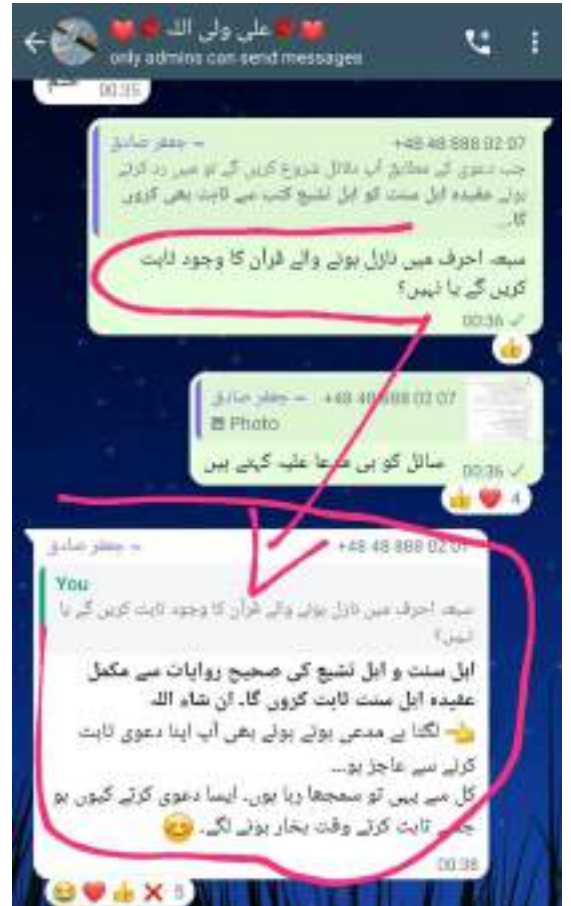 علی ولی اللہ
only admins can send messages
00:35
~ جعفر صادق +48 48 888 02 07
جب دعوی کے مطابق آپ دلائل شروع کریں گے تو میں رد کرتے
ہوئے عقیدہ اہل سنت کو اہل تشیع کتب سے ثابت بھی کروں
گا...
سبعہ احرف میں نازل ہونے والے قرآن کا وجود ثابت
کریں گے یا نہیں؟
00:36
~ جعفر صادق +48 48 888 02 07
Photo
سائل کو ہی مدعا علیہ کہتے ہیں
00:36
4
~ جعفر صادق +48 48 888 02 07
You
سبعہ احرف میں نازل ہونے والے قرآن کا وجود ثابت کریں گے یا
نہیں؟
اہل سنت و اہل تشیع کی صحیح روایات سے مکمل
عقیدہ اہل سنت ثابت کروں گا۔ ان شاء اللہ
👈 لگتا ہے مدعی ہوتے ہوئے بھی آپ اپنا دعوی ثابت
کرنے سے عاجز ہو...
کل سے یہی تو سمجھا رہا ہوں۔ ایسا دعوی کرتے کیوں ہو
جسے ثابت کرتے وقت بخار ہونے لگے۔ 😊
00:38
5